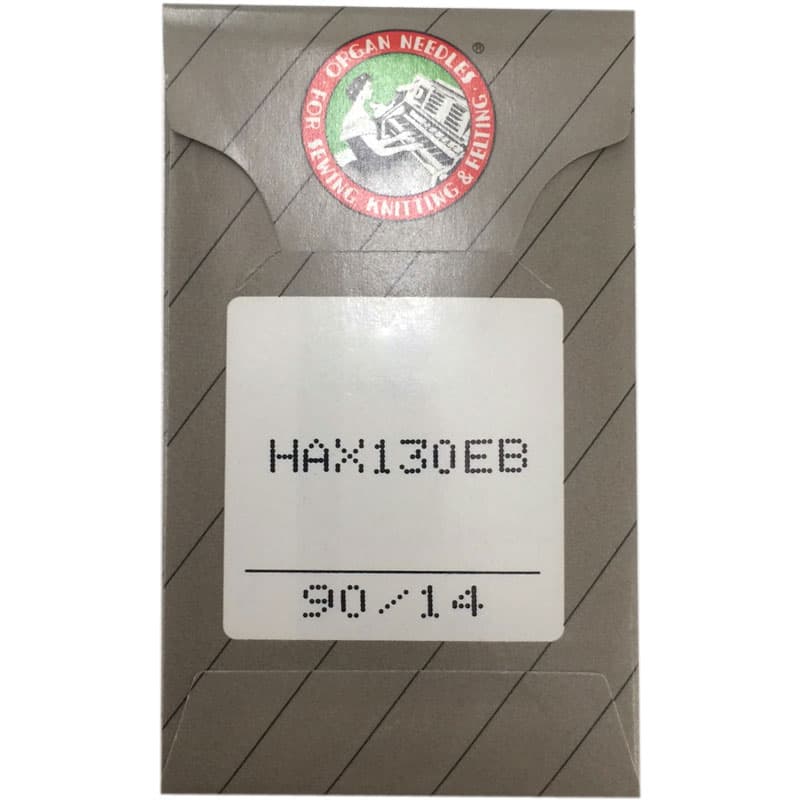 ORGAN NEEDLES ®
· FOR SEWING, KNITTING & FELTING ·
HAX130EB
90/14